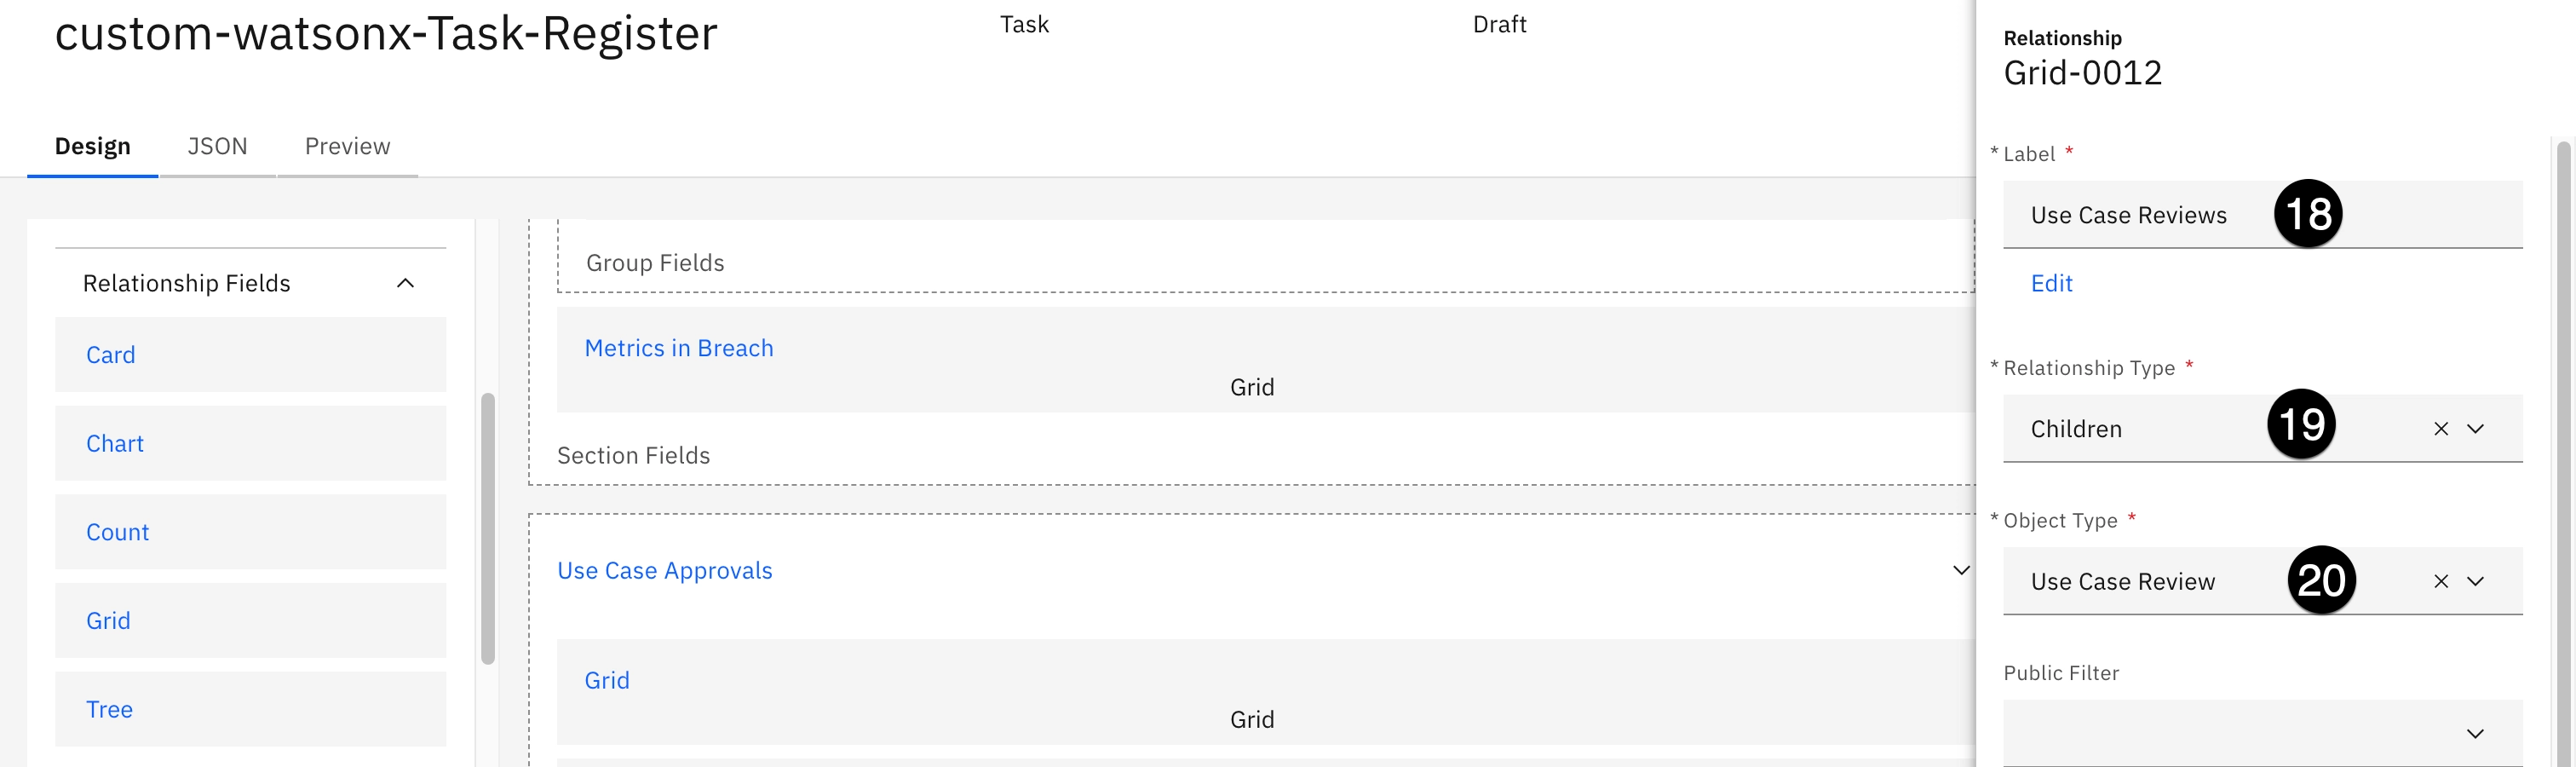 custom-watsonx-Task-Register
Task
Draft
Design
JSON
Preview
Relationship Fields
Card
Chart
Count
Grid
Tree
Group Fields
Metrics in Breach
Grid
Section Fields
Use Case Approvals
Grid
Grid
Relationship
Grid-0012
* Label *
Use Case Reviews
18
Edit
* Relationship Type *
Children
19
* Object Type *
Use Case Review
20
Public Filter